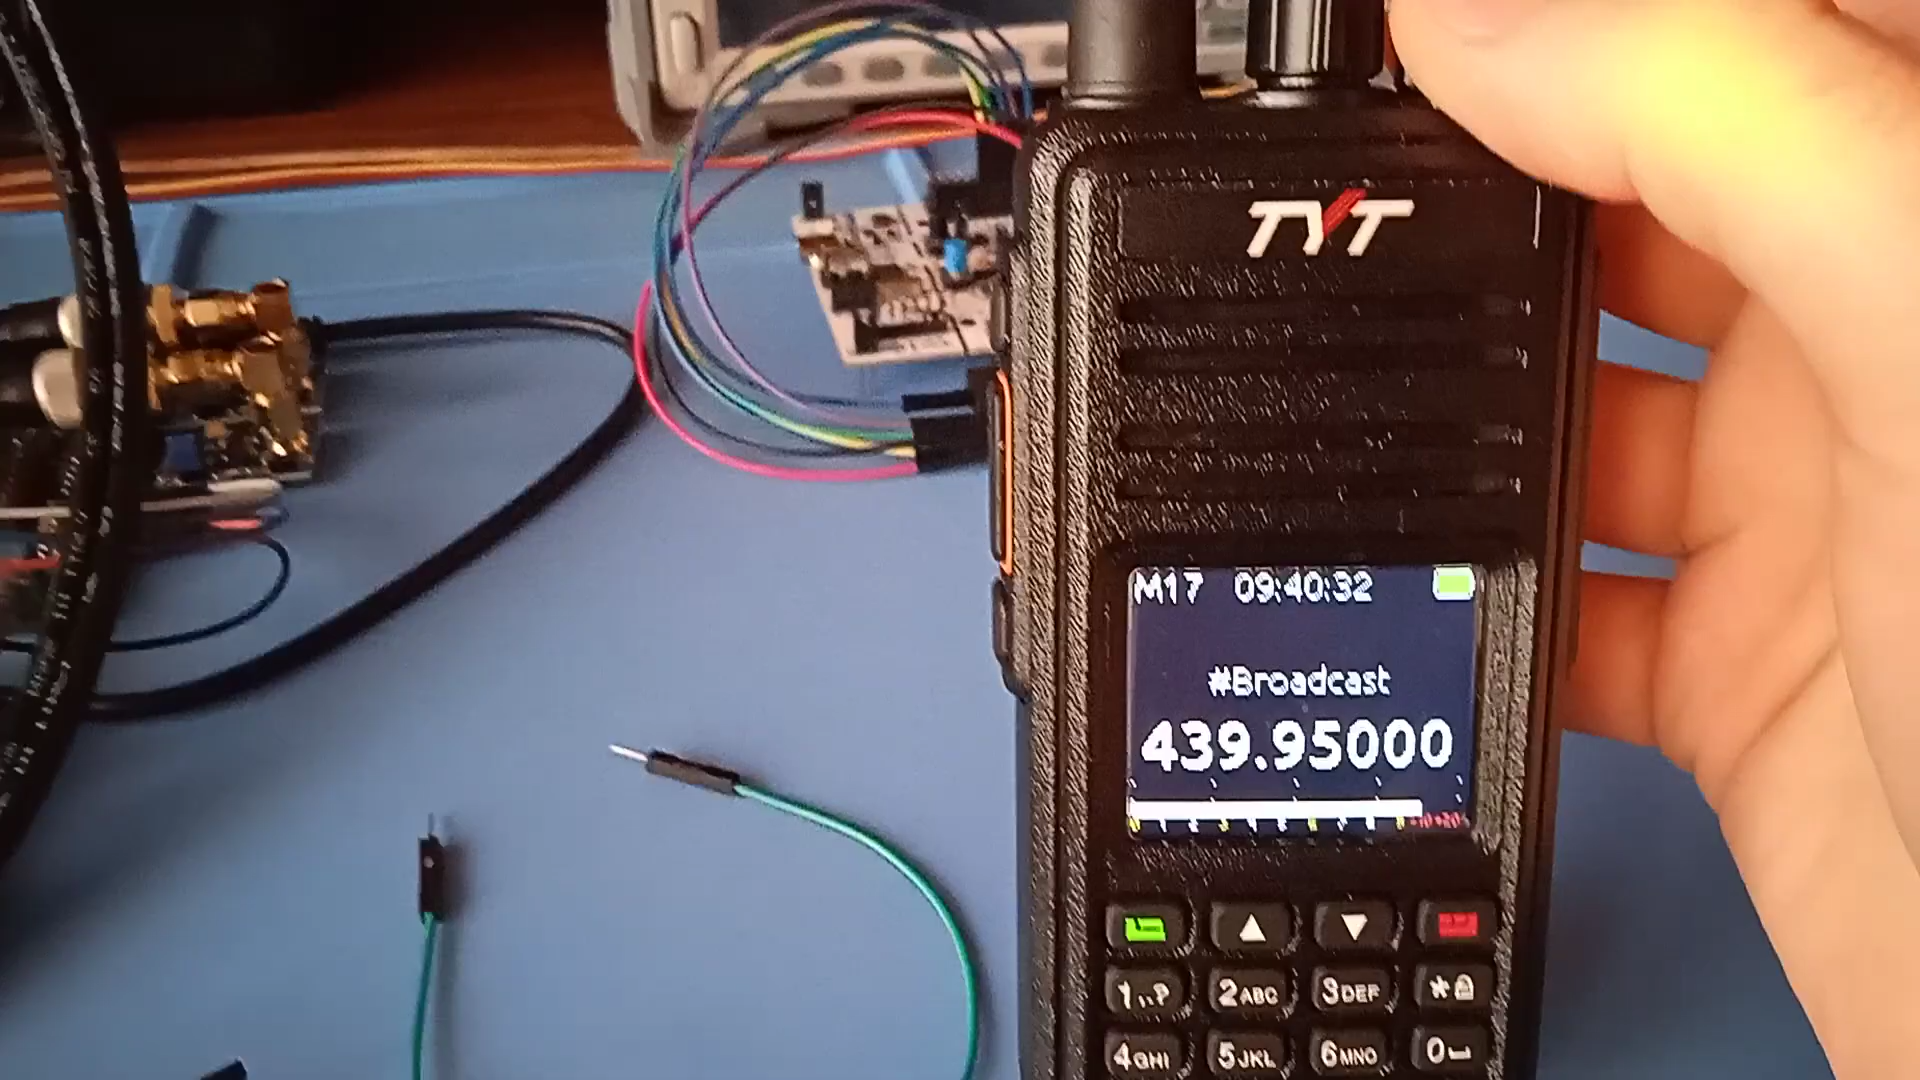 TYT
M17 09:40:32
#Broadcast
439.95000
1..? 2ABC 3DEF *
4GHI 5JKL 6MNO 0